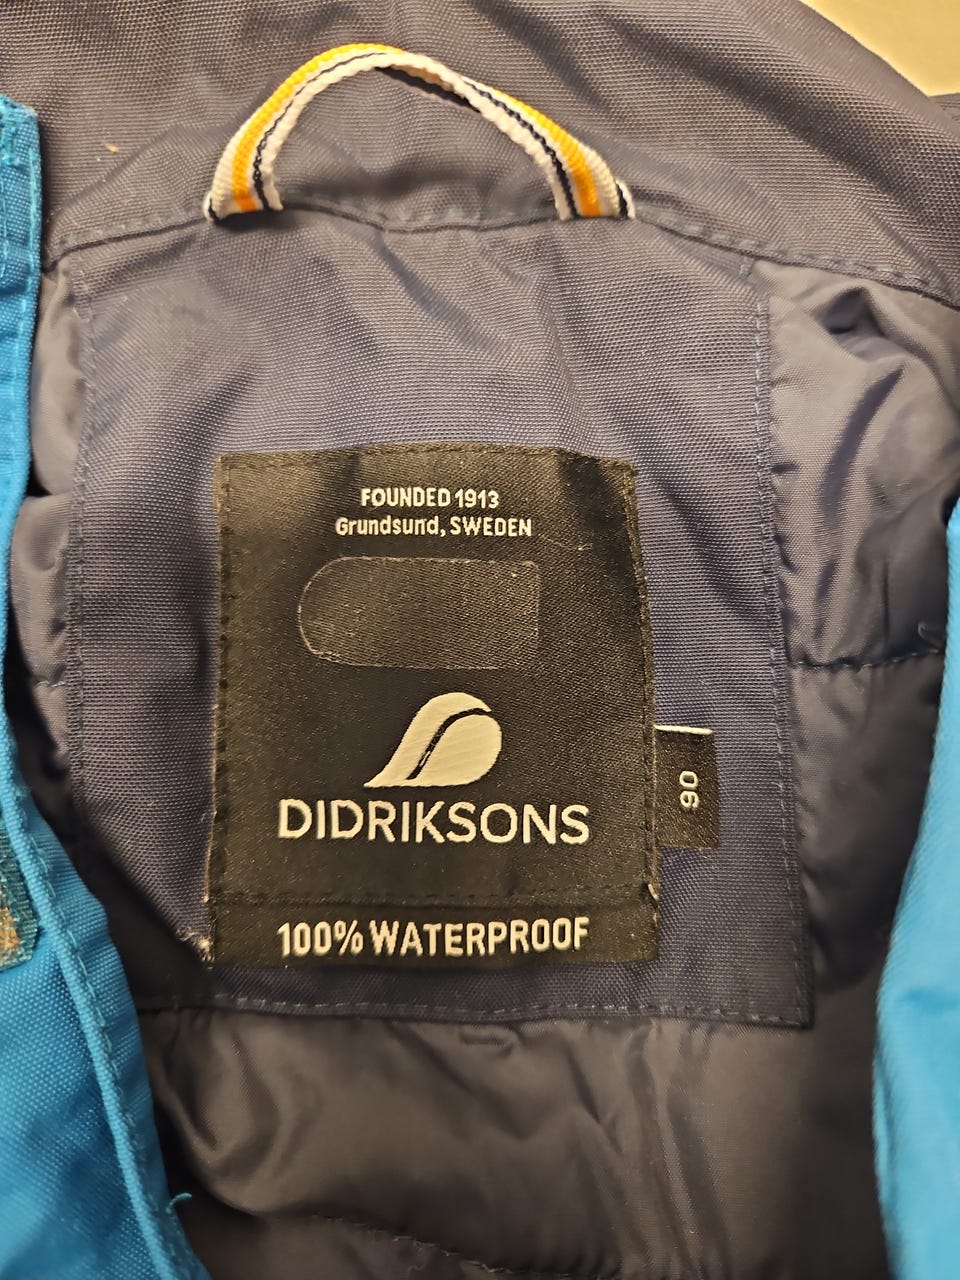 FOUNDED 1913
Grundsund, SWEDEN
DIDRIKSONS
90
100% WATERPROOF